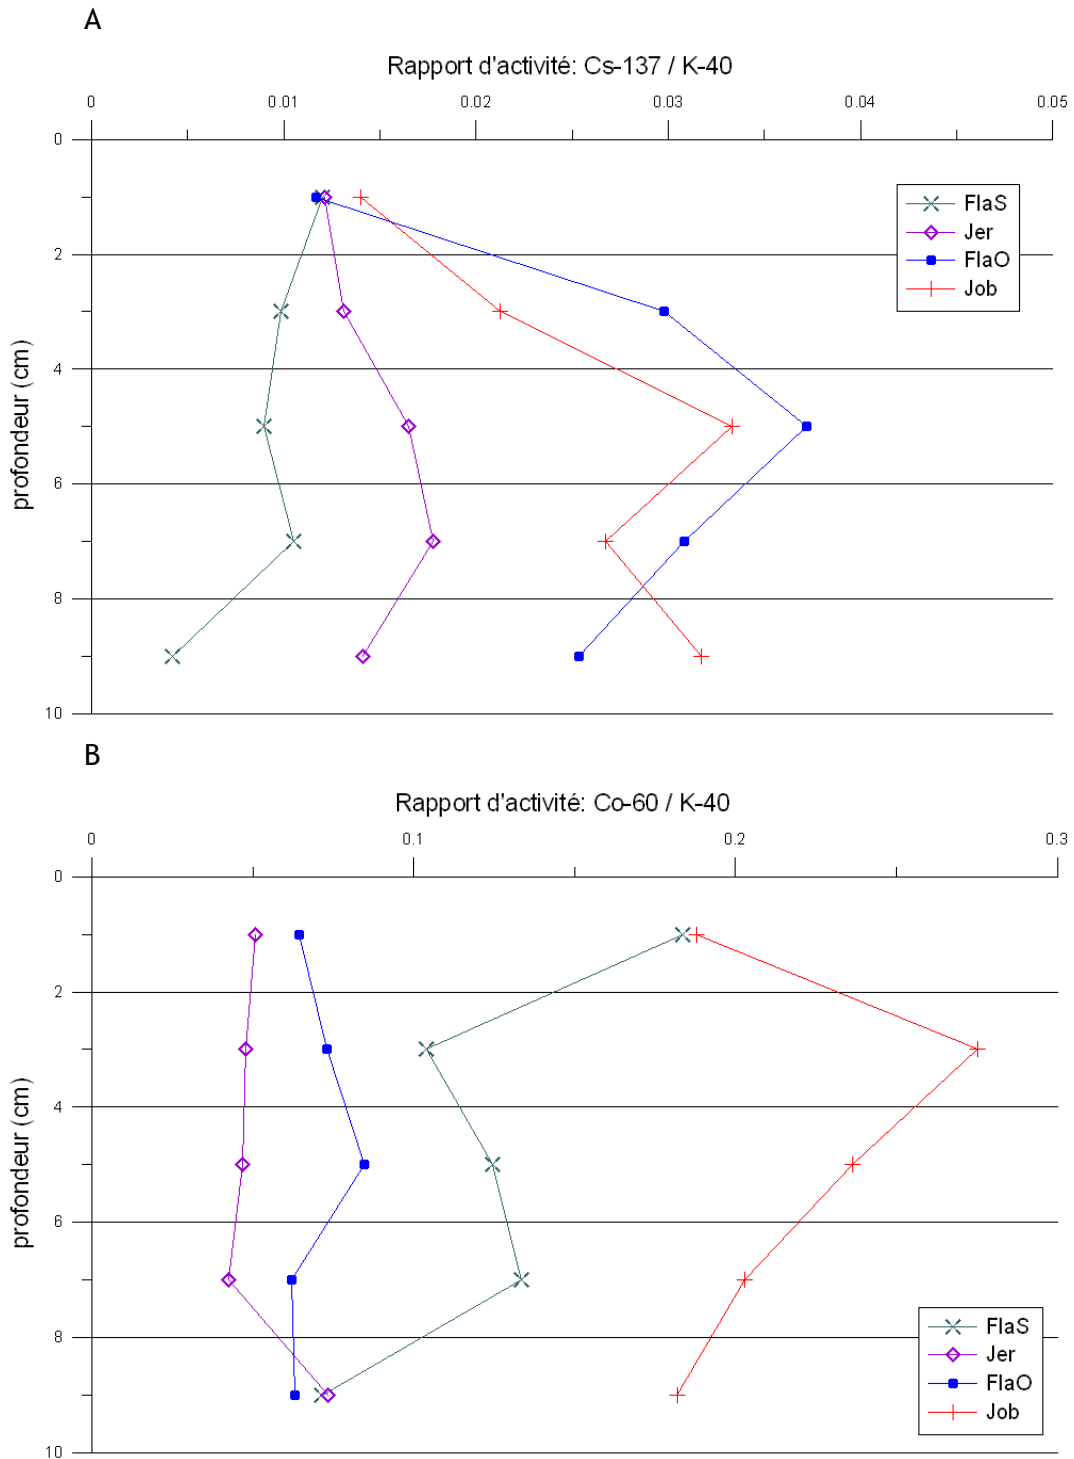 A
Rapport d'activité: Cs-137 / K-40
0 0.01 0.02 0.03 0.04 0.05
0
2
4
6
8
10
profondeur (cm)
FlaS
Jer
FlaO
Job
B
Rapport d'activité: Co-60 / K-40
0 0.1 0.2 0.3
0
2
4
6
8
10
profondeur (cm)
FlaS
Jer
FlaO
Job